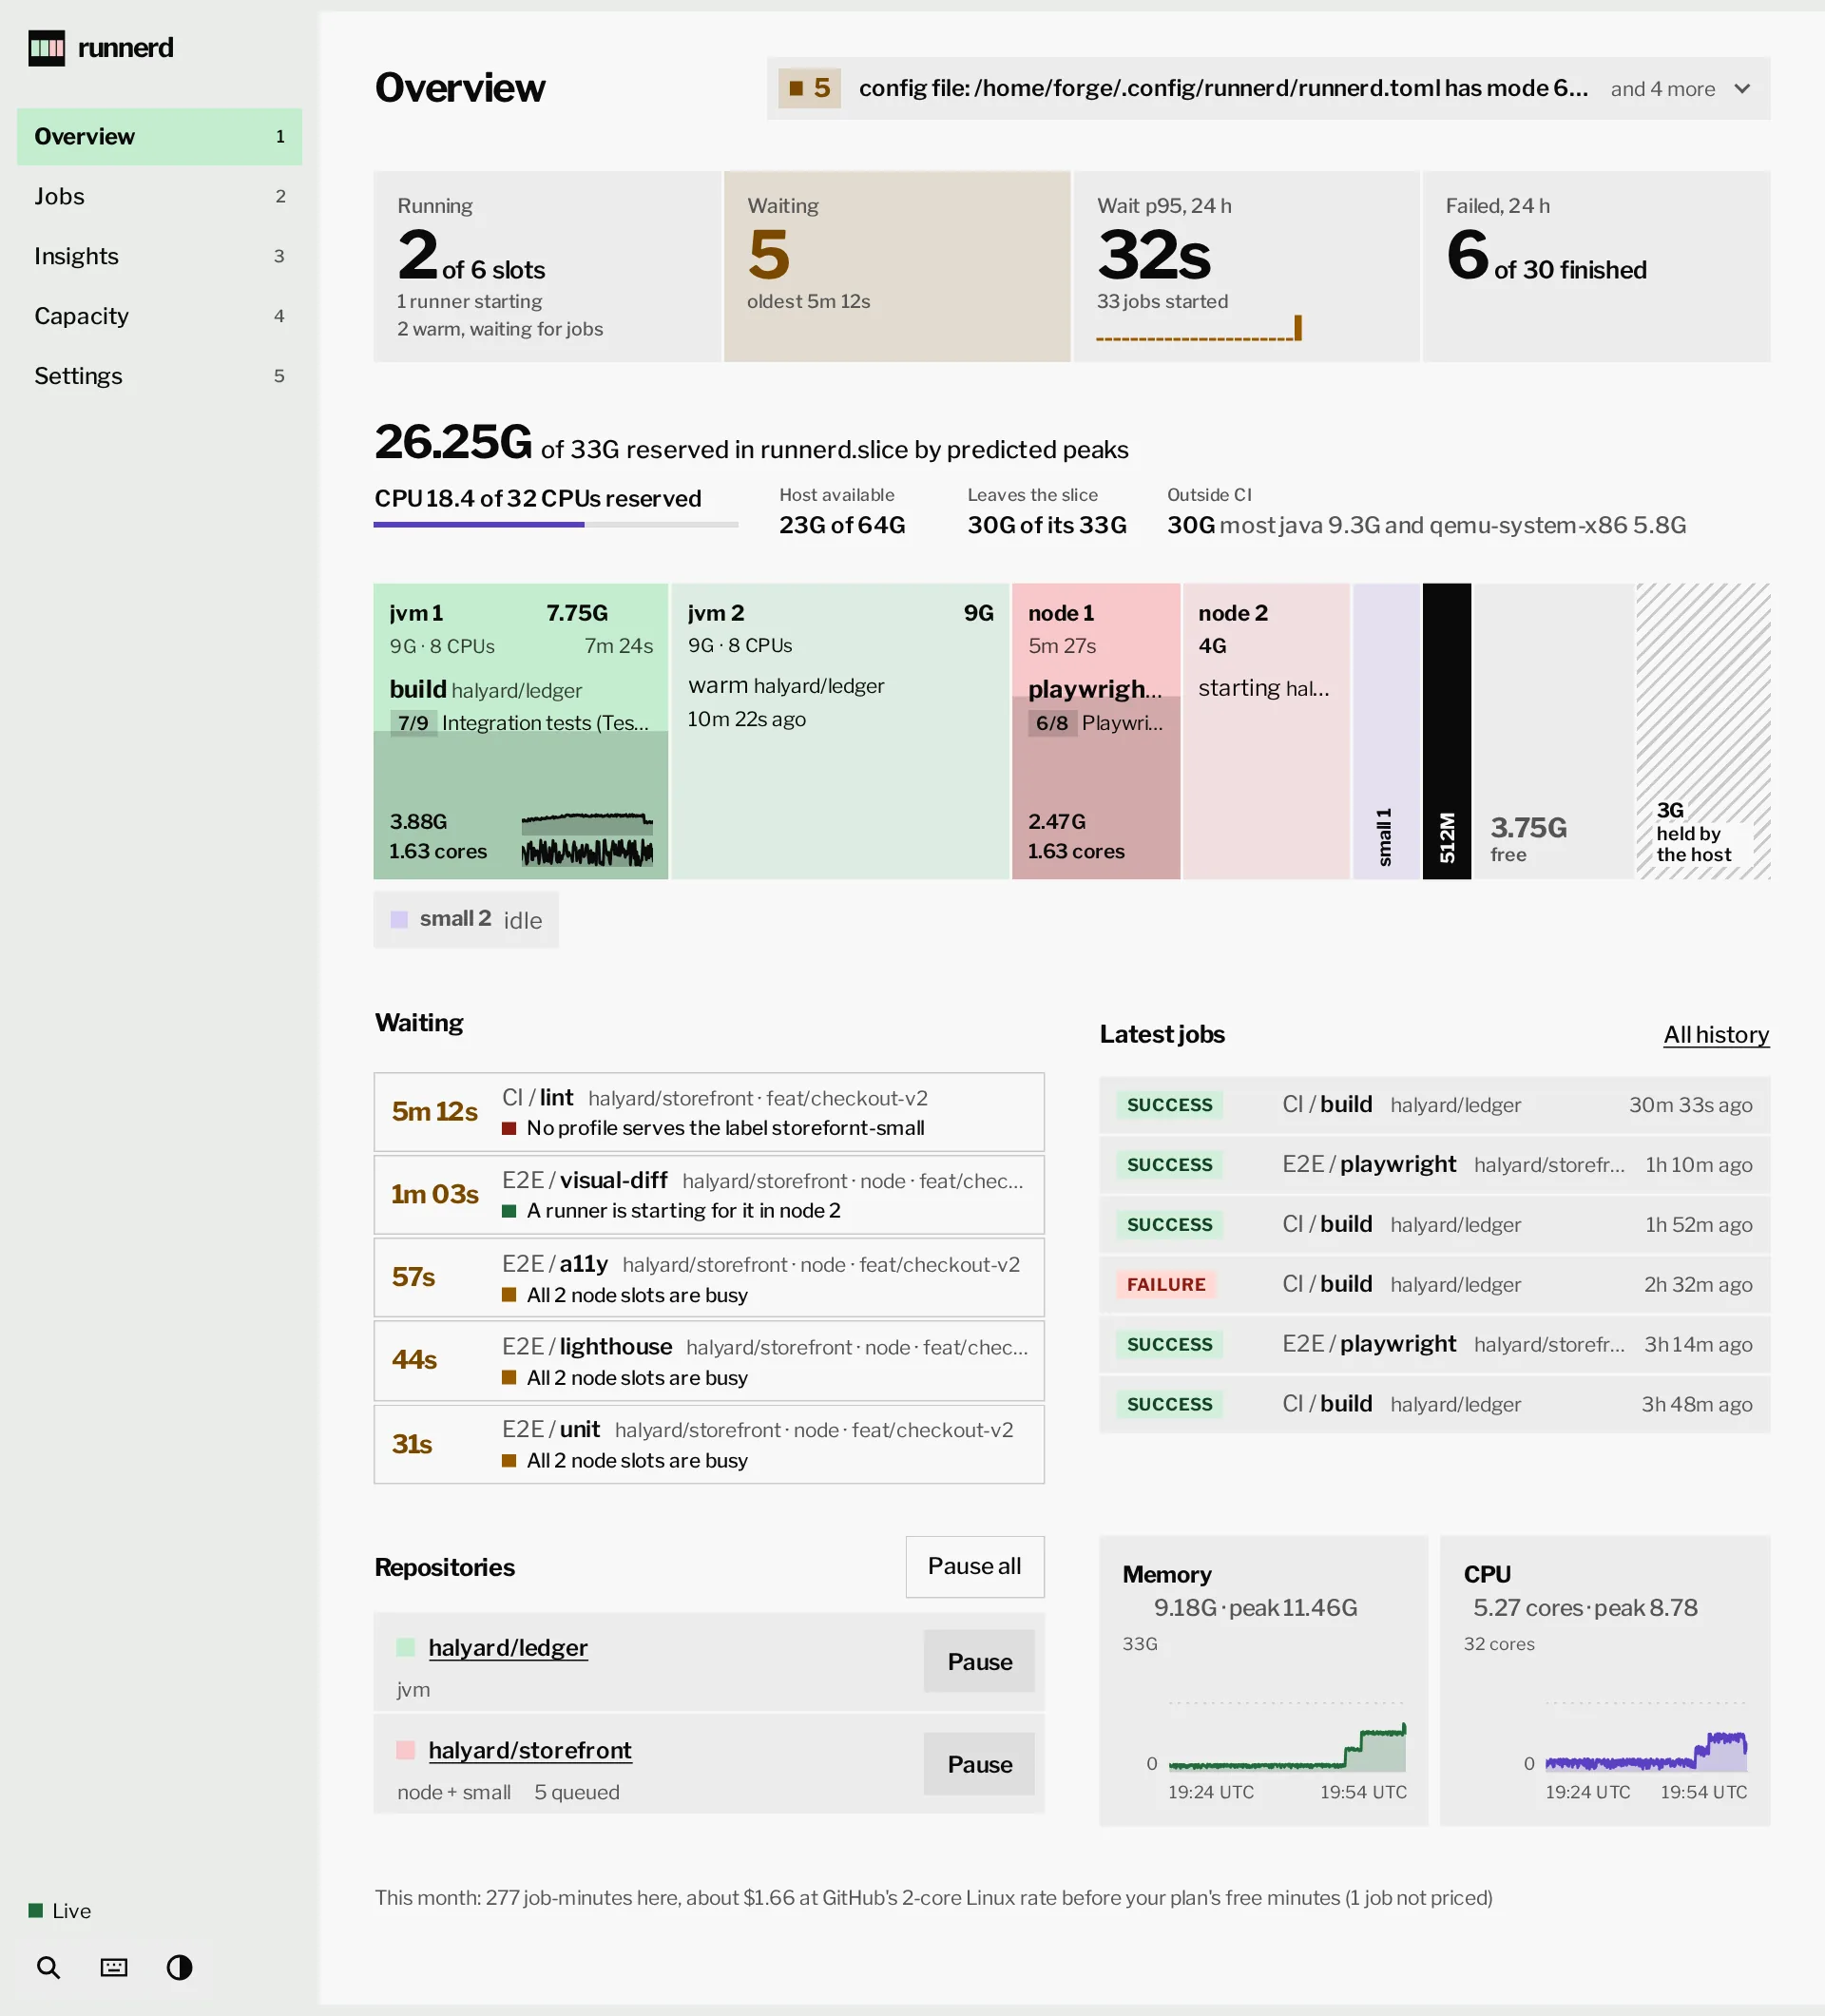 runnerd
Overview 1
Jobs 2
Insights 3
Capacity 4
Settings 5
Live
Overview
5 config file: /home/forge/.config/runnerd/runnerd.toml has mode 6… and 4 more
Running
2 of 6 slots
1 runner starting
2 warm, waiting for jobs
Waiting
5
oldest 5m 12s
Wait p95, 24 h
32s
33 jobs started
Failed, 24 h
6 of 30 finished
26.25G of 33G reserved in runnerd.slice by predicted peaks
CPU 18.4 of 32 CPUs reserved
Host available
23G of 64G
Leaves the slice
30G of its 33G
Outside CI
30G most java 9.3G and qemu-system-x86 5.8G
jvm 1 7.75G
9G · 8 CPUs 7m 24s
build halyard/ledger
7/9 Integration tests (Tes…
3.88G
1.63 cores
jvm 2 9G
9G · 8 CPUs
warm halyard/ledger
10m 22s ago
node 1
5m 27s
playwrigh…
6/8 Playwri…
2.47G
1.63 cores
node 2
4G
starting hal…
small 1
512M
3.75G
free
3G
held by
the host
small 2 idle
Waiting
5m 12s CI / lint halyard/storefront · feat/checkout-v2
No profile serves the label storefornt-small
1m 03s E2E / visual-diff halyard/storefront · node · feat/chec…
A runner is starting for it in node 2
57s E2E / a11y halyard/storefront · node · feat/checkout-v2
All 2 node slots are busy
44s E2E / lighthouse halyard/storefront · node · feat/chec…
All 2 node slots are busy
31s E2E / unit halyard/storefront · node · feat/checkout-v2
All 2 node slots are busy
Latest jobs All history
SUCCESS CI / build halyard/ledger 30m 33s ago
SUCCESS E2E / playwright halyard/storefr… 1h 10m ago
SUCCESS CI / build halyard/ledger 1h 52m ago
FAILURE CI / build halyard/ledger 2h 32m ago
SUCCESS E2E / playwright halyard/storefr… 3h 14m ago
SUCCESS CI / build halyard/ledger 3h 48m ago
Repositories Pause all
halyard/ledger Pause
jvm
halyard/storefront Pause
node + small 5 queued
Memory
9.18G · peak 11.46G
33G
0
19:24 UTC 19:54 UTC
CPU
5.27 cores · peak 8.78
32 cores
0
19:24 UTC 19:54 UTC
This month: 277 job-minutes here, about $1.66 at GitHub's 2-core Linux rate before your plan's free minutes (1 job not priced)